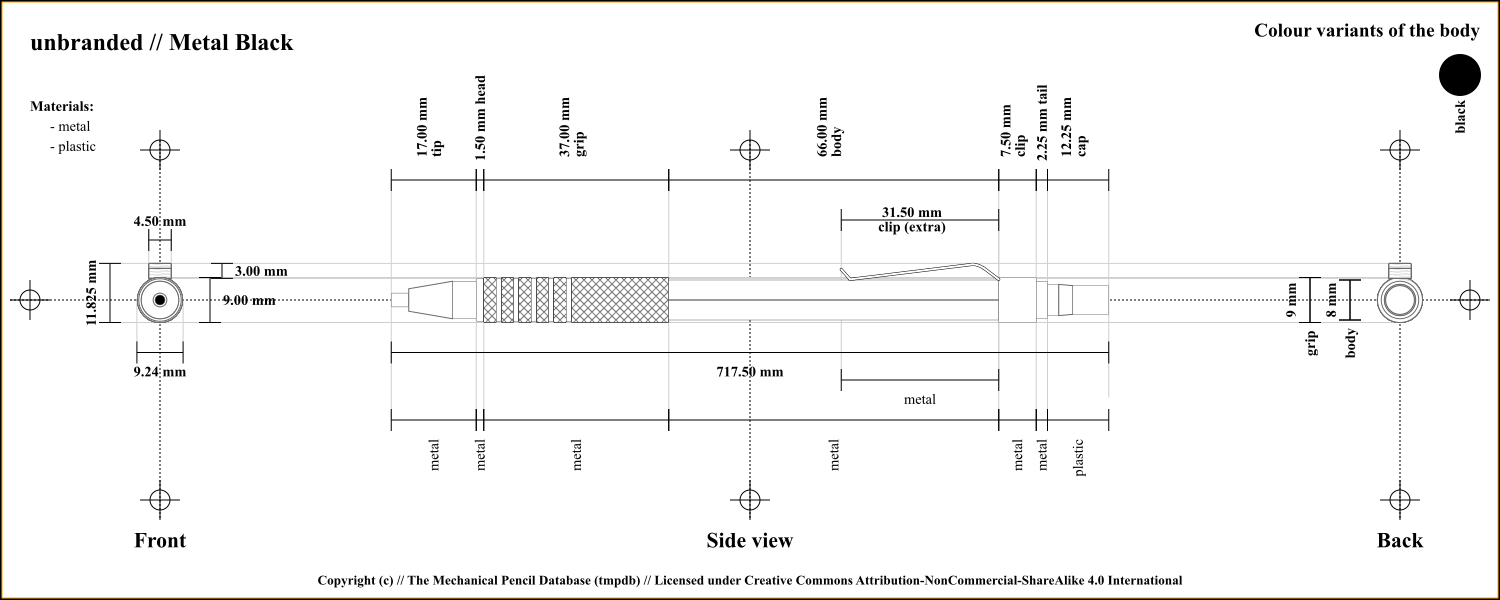 unbranded // Metal Black
Colour variants of the body
black
Materials:
- metal
- plastic
17.00 mm
tip
1.50 mm head
37.00 mm
grip
66.00 mm
body
7.50 mm
clip
2.25 mm tail
12.25 mm
cap
31.50 mm
clip (extra)
4.50 mm
3.00 mm
9.00 mm
11.825 mm
9.24 mm
717.50 mm
metal
metal
metal
metal
metal
metal
metal
plastic
9 mm
grip
8 mm
body
Front
Side view
Back
Copyright (c) // The Mechanical Pencil Database (tmpdb) // Licensed under Creative Commons Attribution-NonCommercial-ShareAlike 4.0 International